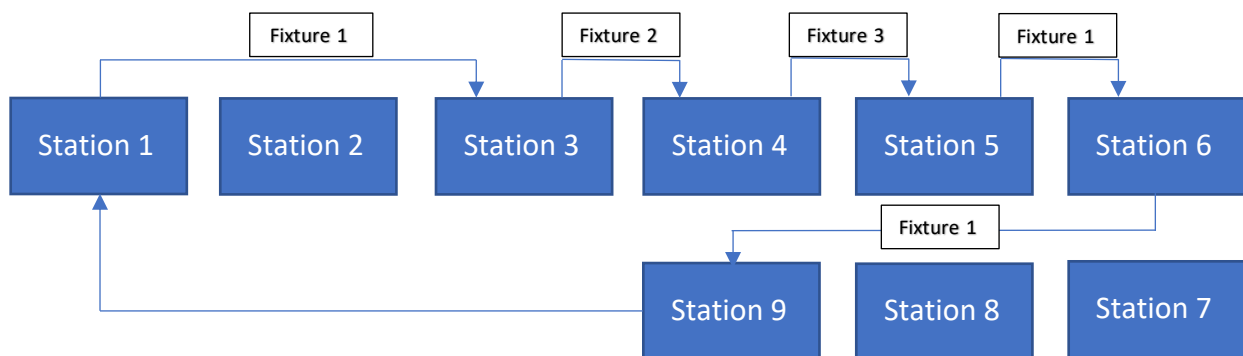 Fixture 1
Fixture 2
Fixture 3
Fixture 1
Station 1
Station 2
Station 3
Station 4
Station 5
Station 6
Fixture 1
Station 9
Station 8
Station 7